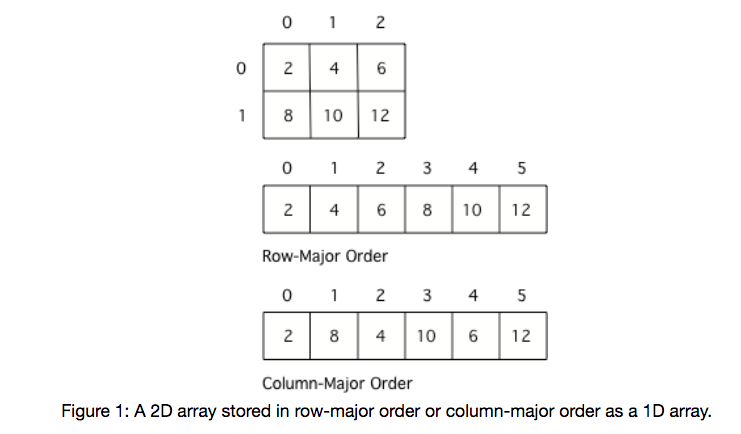 0 1 2
0 2 4 6
1 8 10 12
0 1 2 3 4 5
2 4 6 8 10 12
Row-Major Order
0 1 2 3 4 5
2 8 4 10 6 12
Column-Major Order
Figure 1: A 2D array stored in row-major order or column-major order as a 1D array.